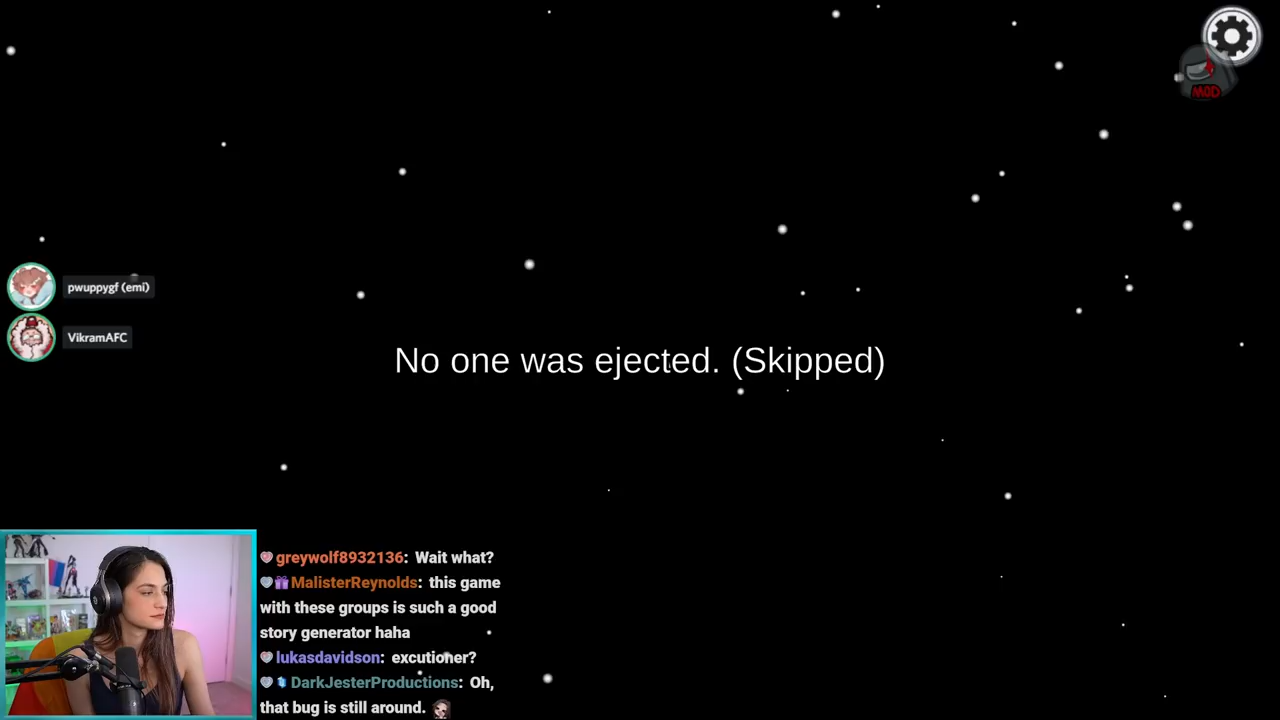 MOD
pwuppygf (emi)
VikramAFC
No one was ejected. (Skipped)
greywolf8932136: Wait what?
MalisterReynolds: this game
with these groups is such a good
story generator haha
lukasdavidson: excutioner?
DarkJesterProductions: Oh,
that bug is still around.